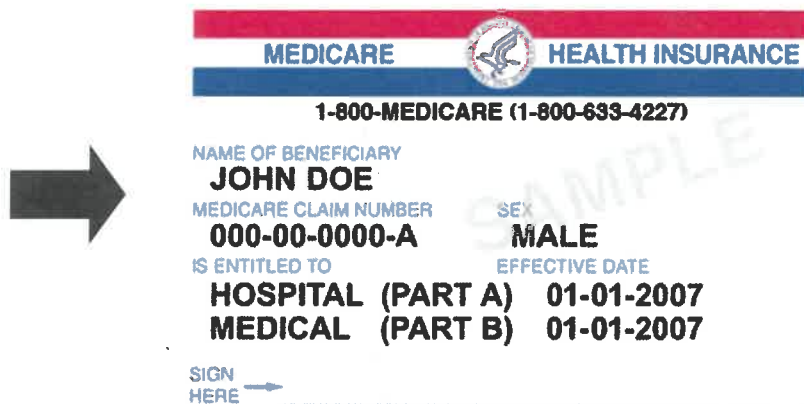 MEDICARE HEALTH INSURANCE
1-800-MEDICARE (1-800-633-4227)
NAME OF BENEFICIARY
JOHN DOE
SAMPLE
MEDICARE CLAIM NUMBER SEX
000-00-0000-A MALE
IS ENTITLED TO EFFECTIVE DATE
HOSPITAL (PART A) 01-01-2007
MEDICAL (PART B) 01-01-2007
SIGN
HERE